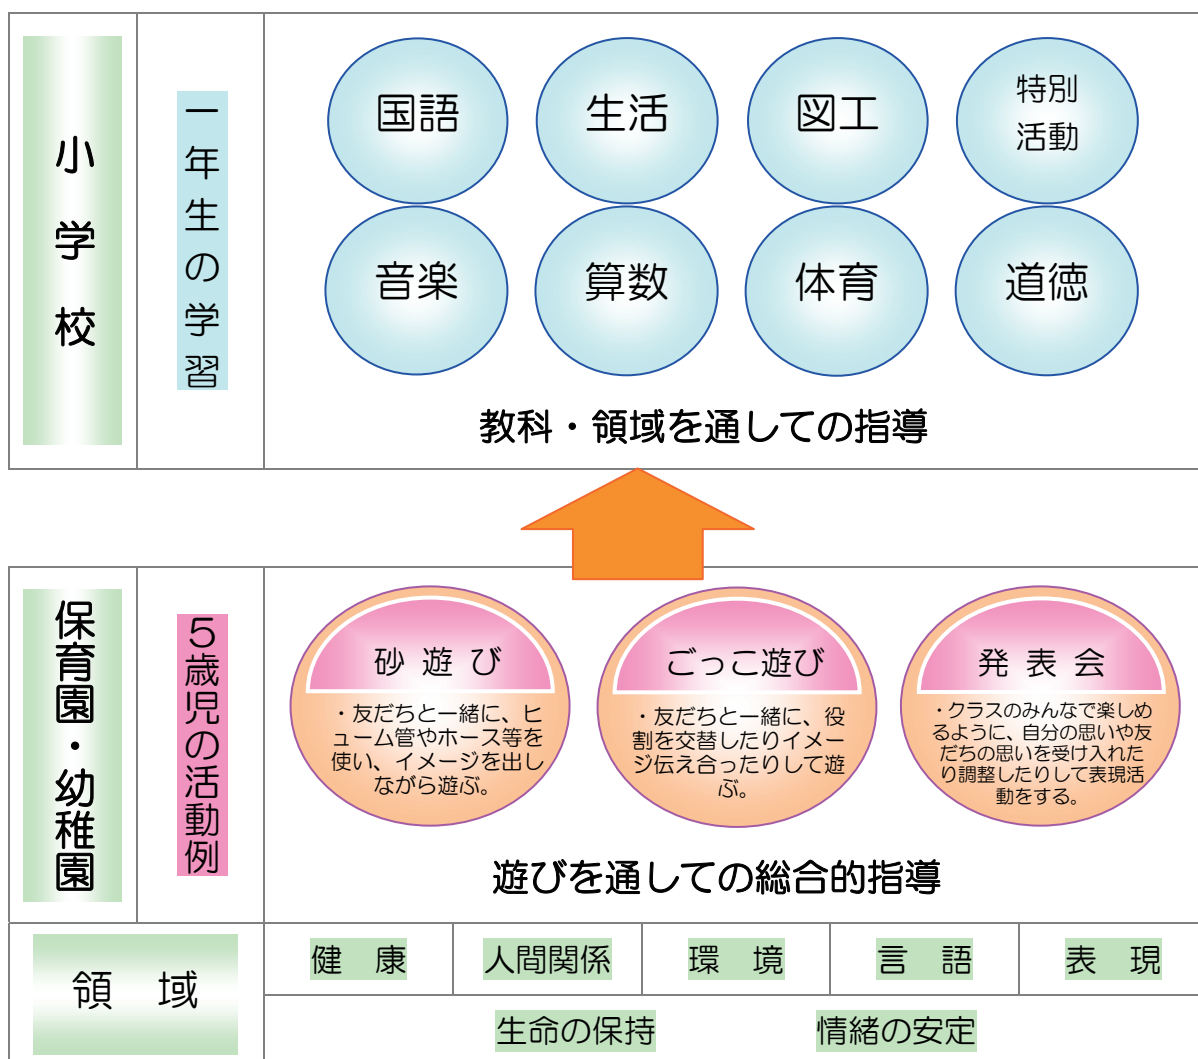 小学校
一年生の学習
国語
生活
図工
特別
活動
音楽
算数
体育
道徳
教科・領域を通しての指導
保育園・幼稚園
5歳児の活動例
砂遊び
・友だちと一緒に、ヒ
ューム管やホース等を
使い、イメージを出し
ながら遊ぶ。
ごっこ遊び
・友だちと一緒に、役
割を交替したりイメー
ジ伝え合ったりして遊
ぶ。
発表会
・クラスのみんなで楽しめ
るように、自分の思いや友
だちの思いを受け入れた
り調整したりして表現活
動をする。
遊びを通しての総合的指導
領域
健康
人間関係
環境
言語
表現
生命の保持
情緒の安定